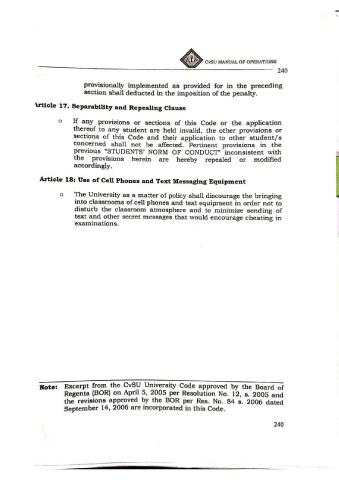 CvSU MANUAL OF OPERATIONS
240
provisionally implemented as provided for in the preceding
section shall deducted in the imposition of the penalty.
Article 17. Separability and Repealing Clause
o If any provisions or sections of this Code or the application
thereof to any student are held invalid, the other provisions or
sections of this Code and their application to other student/s
concerned shall not be affected. Pertinent provisions in the
previous "STUDENTS' NORM OF CONDUCT" inconsistent with
the provisions herein are hereby repealed or modified
accordingly.
Article 18: Use of Cell Phones and Text Messaging Equipment
o The University as a matter of policy shall discourage the bringing
into classrooms of cell phones and text equipment in order not to
disturb the classroom atmosphere and to minimize sending of
text and other secret messages that would encourage cheating in
examinations.
Note: Excerpt from the CvSU University Code approved by the Board of
Regents (BOR) on April 5, 2005 per Resolution No. 12, s. 2005 and
the revisions approved by the BOR per Res. No. 84 s. 2006 dated
September 14, 2006 are incorporated in this Code.
240